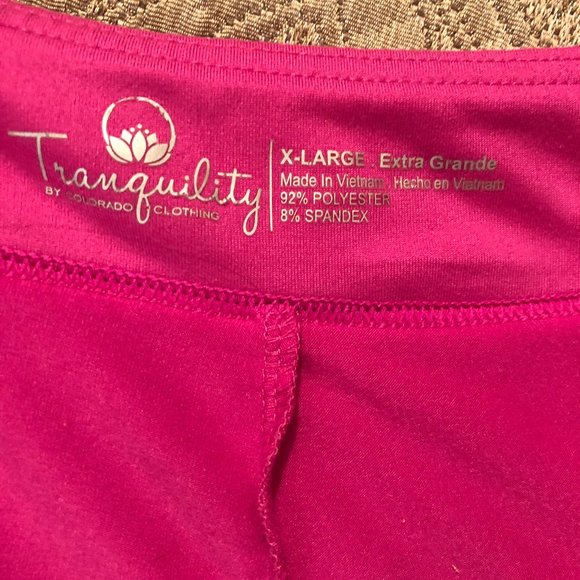 Tranquility
BY COLORADO CLOTHING
X-LARGE . Extra Grande
Made In Vietnam. Hecho en Vietnam
92% POLYESTER
8% SPANDEX